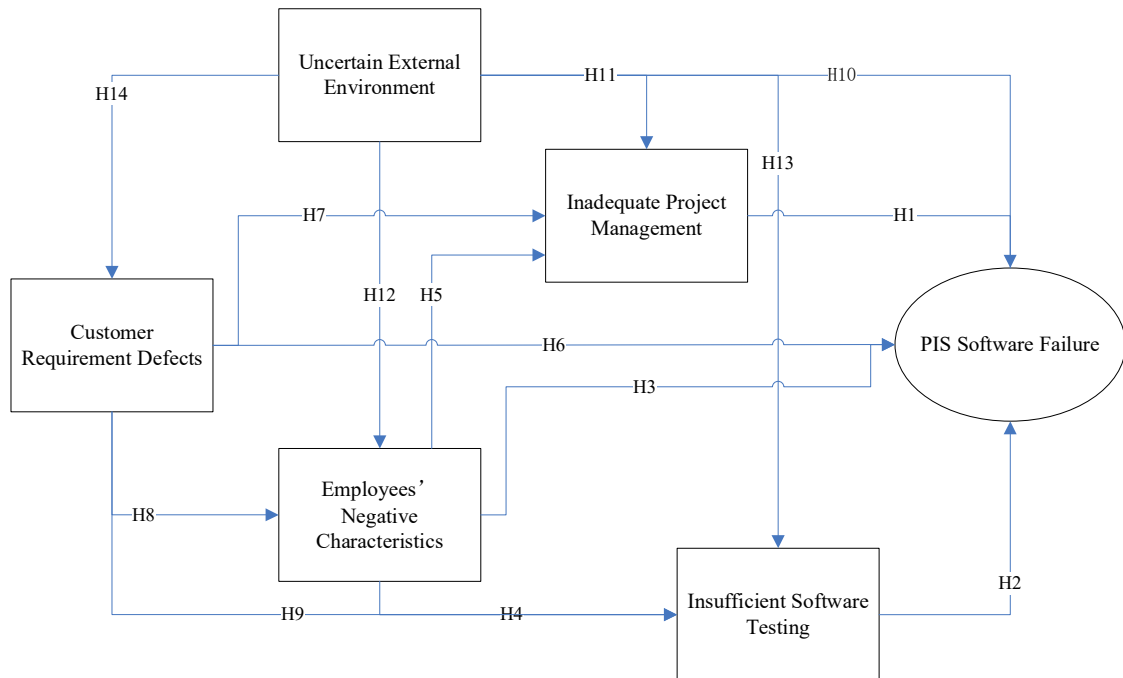 Uncertain External
Environment
H14
H11
H10
H13
Inadequate Project
Management
H7
H1
H12
H5
Customer
Requirement Defects
H6
PIS Software Failure
H3
Employees’
Negative
Characteristics
H8
H9
H4
Insufficient Software
Testing
H2